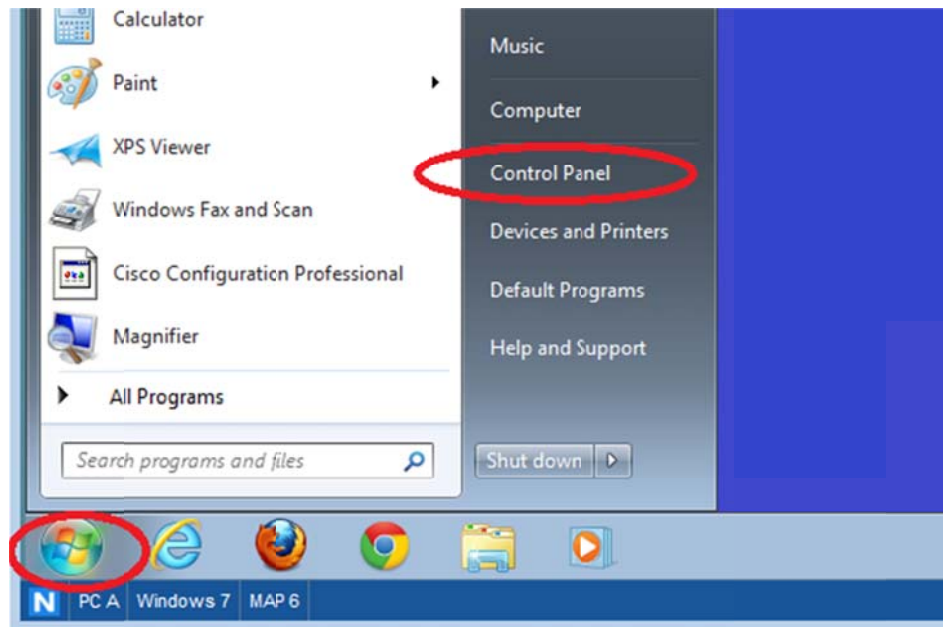 Calculator
Paint
XPS Viewer
Windows Fax and Scan
Cisco Configuration Professional
Magnifier
All Programs
Search programs and files
Music
Computer
Control Panel
Devices and Printers
Default Programs
Help and Support
Shut down
N PC A Windows 7 MAP 6